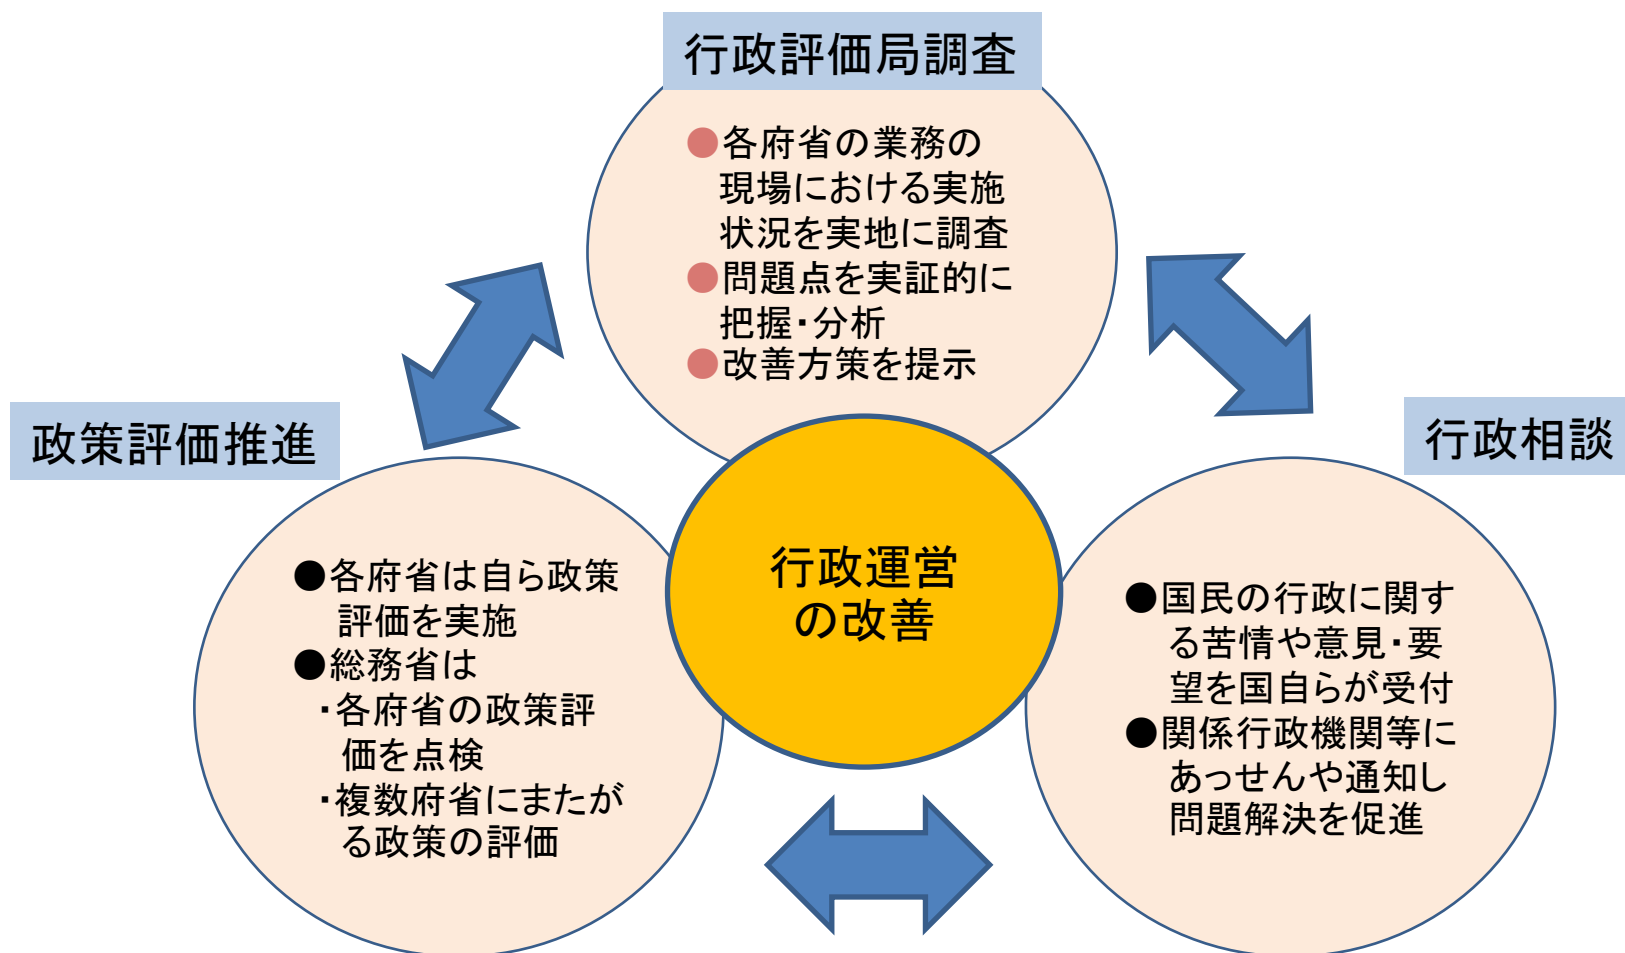 行政評価局調査
●各府省の業務の
現場における実施
状況を実地に調査
●問題点を実証的に
把握・分析
●改善方策を提示
政策評価推進
●各府省は自ら政策
評価を実施
●総務省は
・各府省の政策評
価を点検
・複数府省にまたが
る政策の評価
行政運営
の改善
行政相談
●国民の行政に関す
る苦情や意見・要
望を国自らが受付
●関係行政機関等に
あっせんや通知し
問題解決を促進